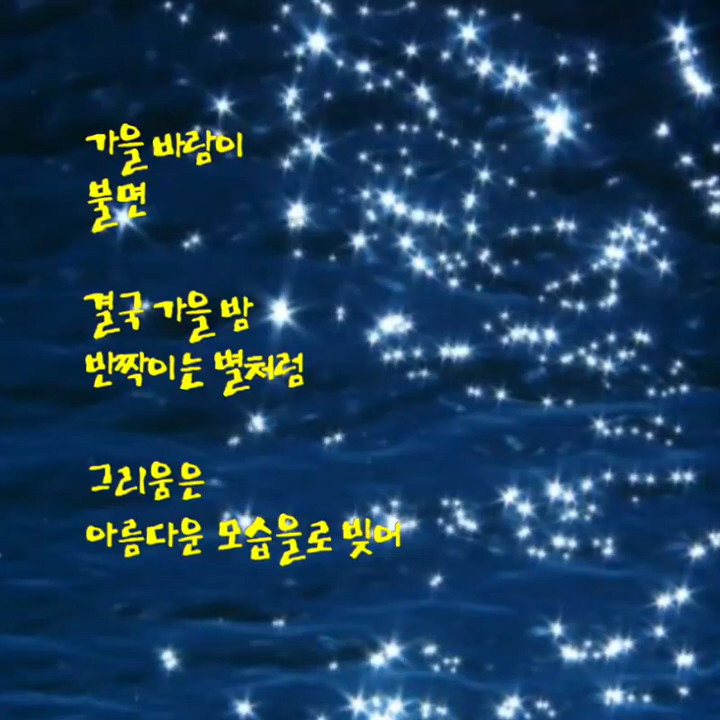 가을 바람이
불면
결국 가을 밤
반짝이는 별처럼
그리움은
아름다운 모습을로 빚어